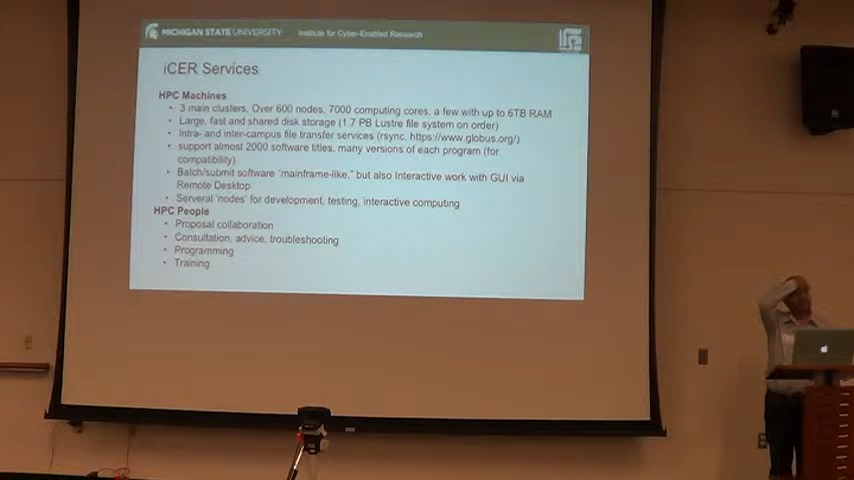 MICHIGAN STATE UNIVERSITY Institute for Cyber-Enabled Research
iCER Services
HPC Machines
• 3 main clusters, Over 600 nodes, 7000 computing cores, a few with up to 6TB RAM
• Large, fast and shared disk storage (1.7 PB Lustre file system on order)
• Intra- and inter-campus file transfer services (rsync, https://www.globus.org/)
• support almost 2000 software titles, many versions of each program (for
compatibility)
• Batch/submit software "mainframe-like," but also Interactive work with GUI via
Remote Desktop
• Serveral 'nodes' for development, testing, interactive computing
HPC People
• Proposal collaboration
• Consultation, advice, troubleshooting
• Programming
• Training